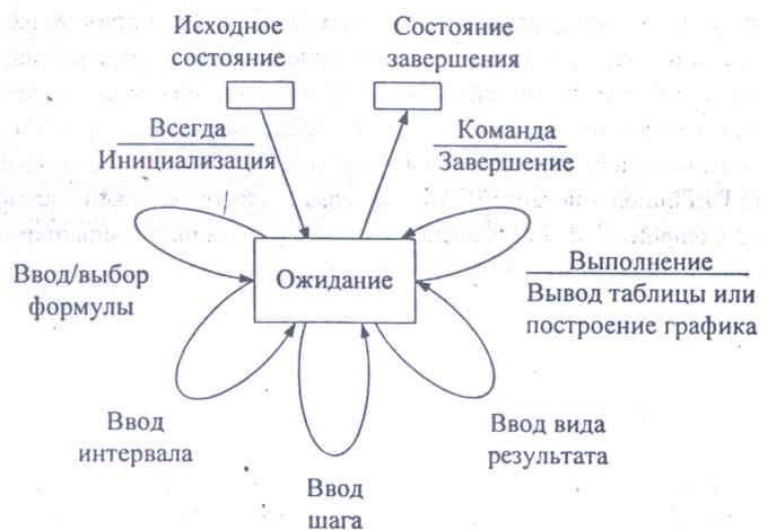 Исходное
состояние
Состояние
завершения
Всегда
Инициализация
Команда
Завершение
Ввод/выбор
формулы
Ожидание
Выполнение
Вывод таблицы или
построение графика
Ввод
интервала
Ввод вида
результата
Ввод
шага